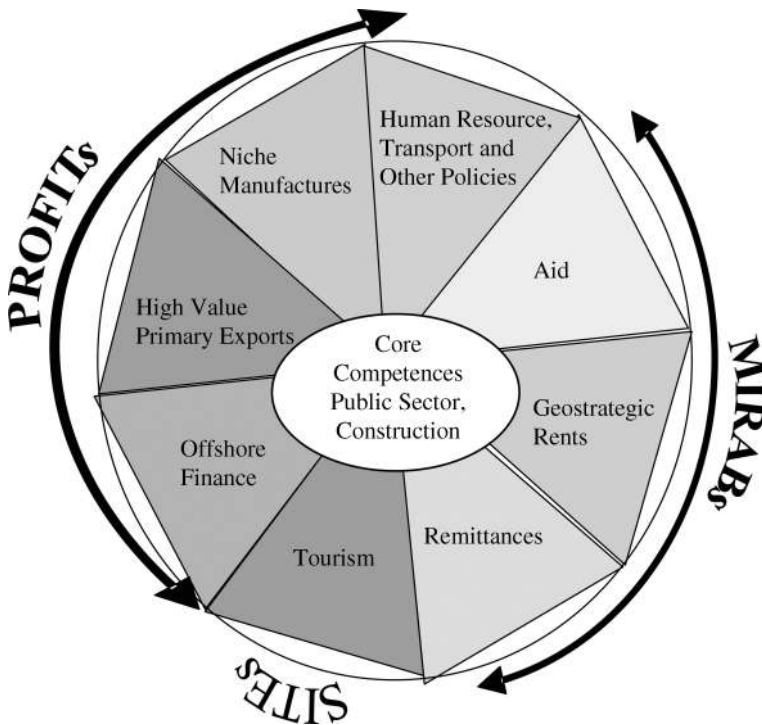 PROFITs
Niche
Manufactures
Human Resource,
Transport and
Other Policies
Aid
High Value
Primary Exports
Core
Competences
Public Sector,
Construction
Geostrategic
Rents
MIRABs
Offshore
Finance
Tourism
Remittances
SITEs